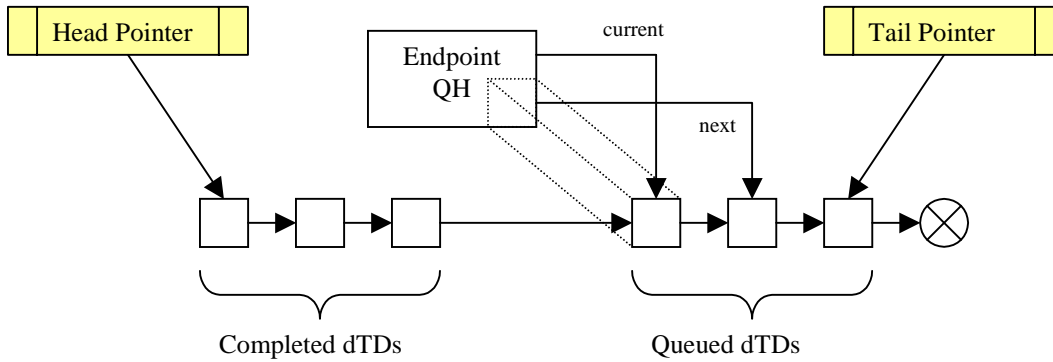 Head Pointer
current
Tail Pointer
Endpoint
QH
next
Completed dTDs
Queued dTDs